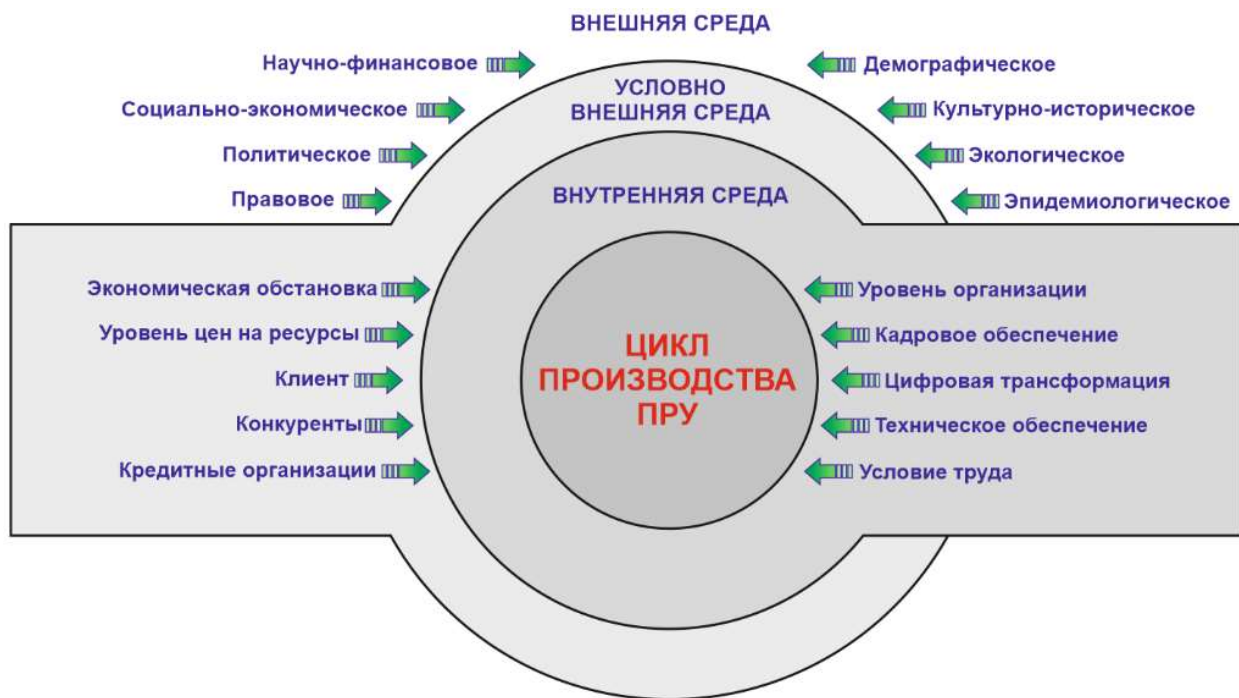 ВНЕШНЯЯ СРЕДА
Научно-финансовое
Демографическое
УСЛОВНО
ВНЕШНЯЯ СРЕДА
Социально-экономическое
Культурно-историческое
Политическое
Экологическое
Правовое
Эпидемиологическое
ВНУТРЕННЯЯ СРЕДА
Экономическая обстановка
Уровень организации
Уровень цен на ресурсы
Кадровое обеспечение
Клиент
Цифровая трансформация
Конкуренты
Техническое обеспечение
Кредитные организации
Условие труда
ЦИКЛ
ПРОИЗВОДСТВА
ПРУ